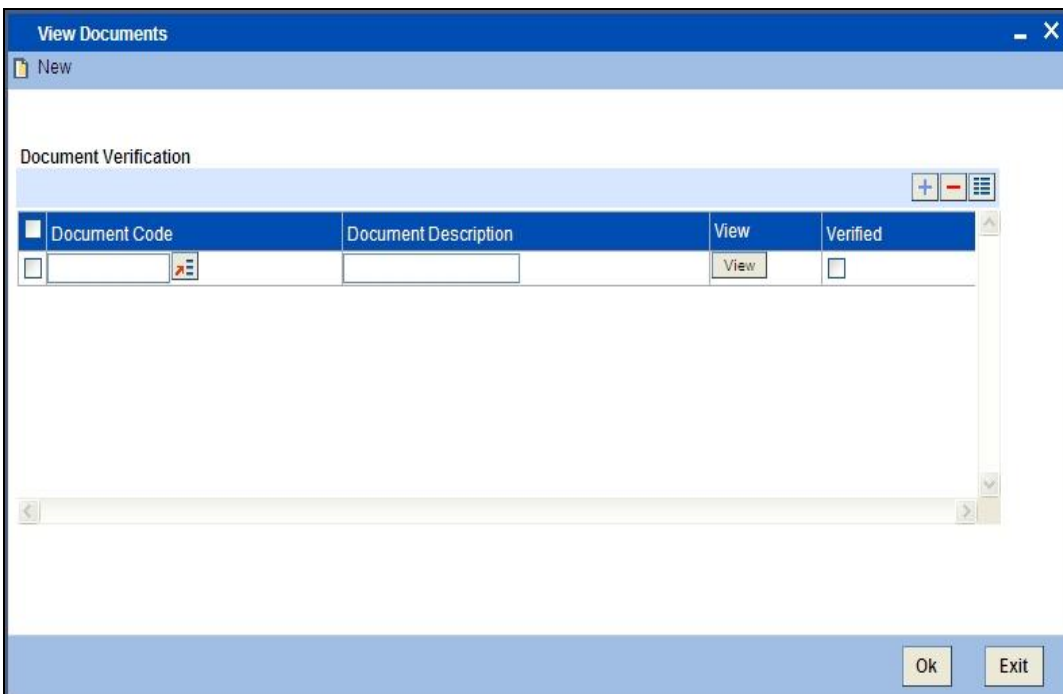 View Documents
New
Document Verification
Document Code Document Description View Verified
View
Ok Exit